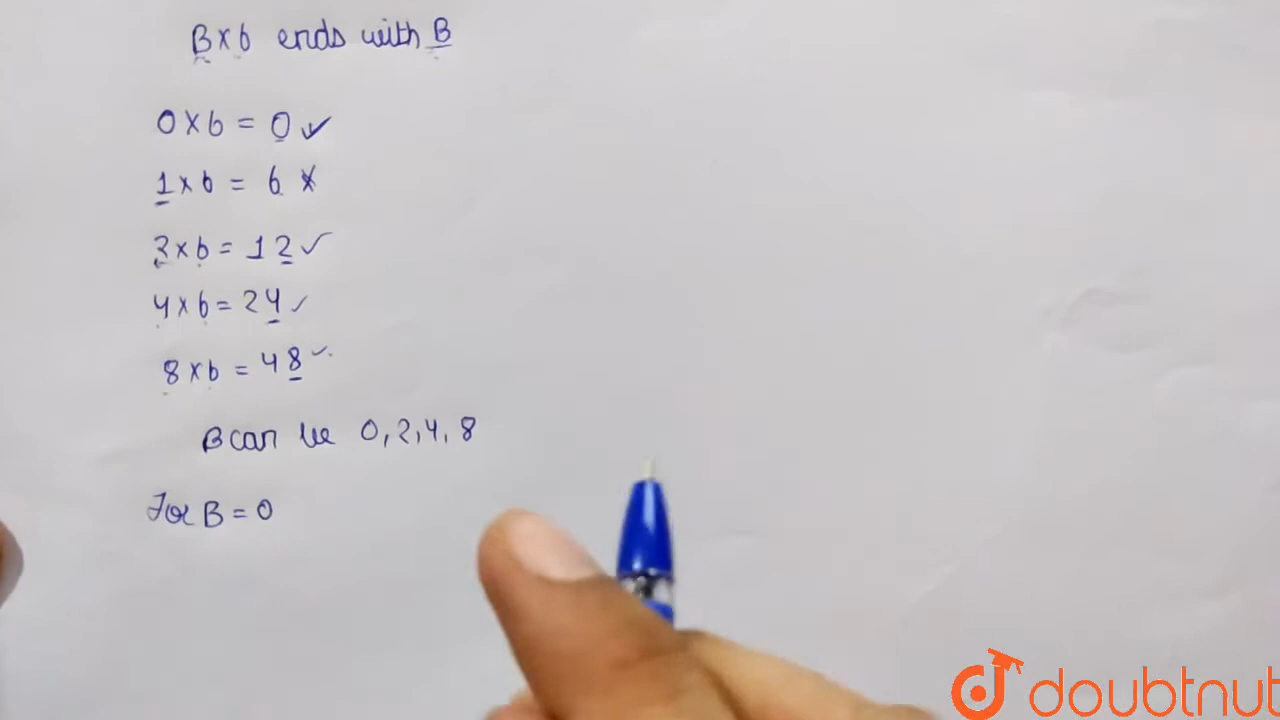 B×6 ends with B
0×6 = 0 ✓
1×6 = 6 ×
2×6 = 12 ✓
4×6 = 24 ✓
8×6 = 48 ✓
B can be 0,2,4,8
For B = 0
doubtnut